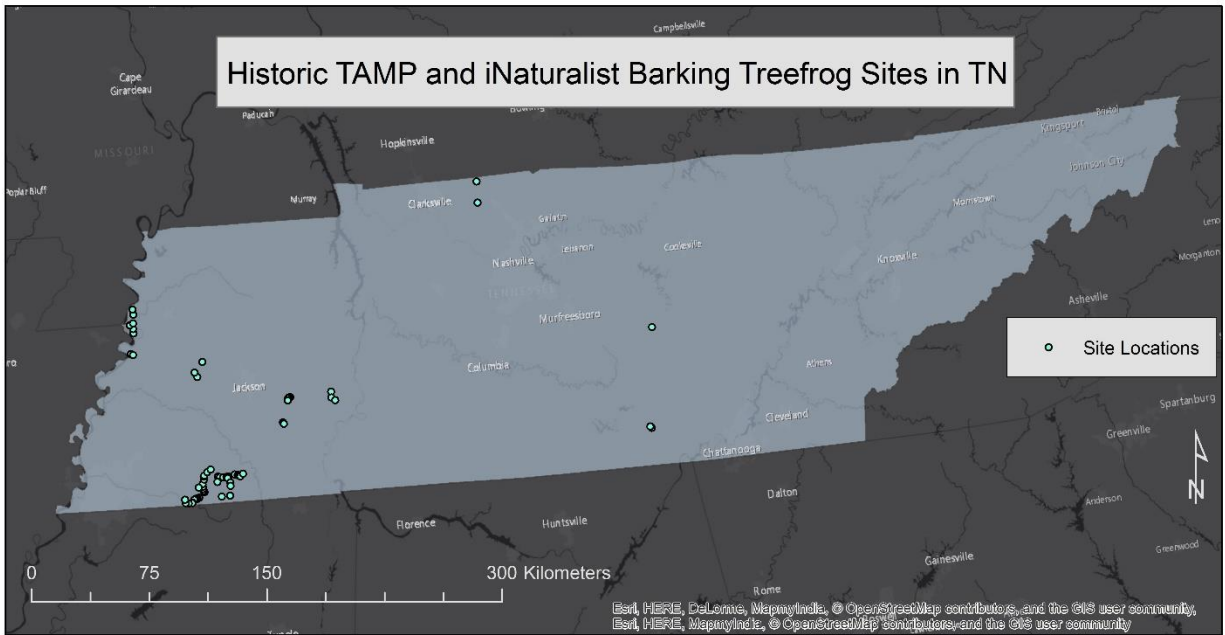 Campbellsville
Historic TAMP and iNaturalist Barking Treefrog Sites in TN
Cape
Girardeau
Paducah
Bowling
Hopkinsville
MISSOURI
Poplar Bluff
Murray
Clarksville
Bristol
Kingsport
Johnson City
Gallatin
Lebanon
Cookeville
Nashville
TENNESSEE
Morristown
Knoxville
Leno
Morganton
Asheville
Murfreesboro
Columbia
Jackson
Athens
Site Locations
Cleveland
Chattanooga
Spartanburg
Greenville
Dalton
Anderson
Florence
Huntsville
Greenwood
Gainesville
Rome
N
0 75 150 300 Kilometers
Esri, HERE, DeLorme, MapmyIndia, © OpenStreetMap contributors, and the GIS user community,
Esri, HERE, MapmyIndia, © OpenStreetMap contributors, and the GIS user community